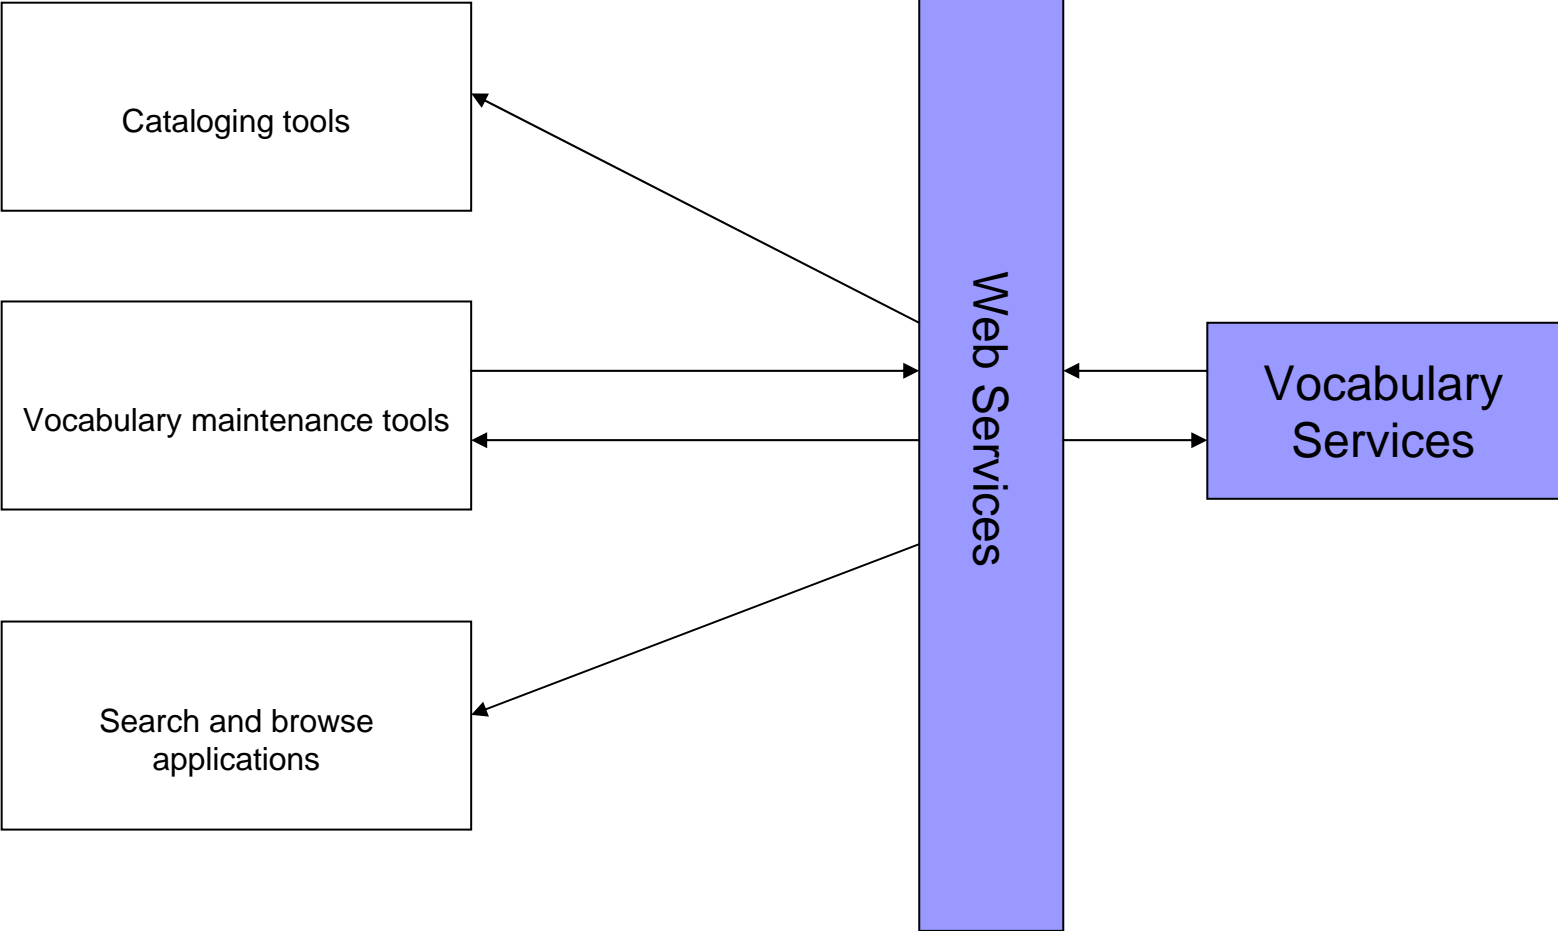 Cataloging tools
Vocabulary maintenance tools
Search and browse
applications
Web Services
Vocabulary
Services